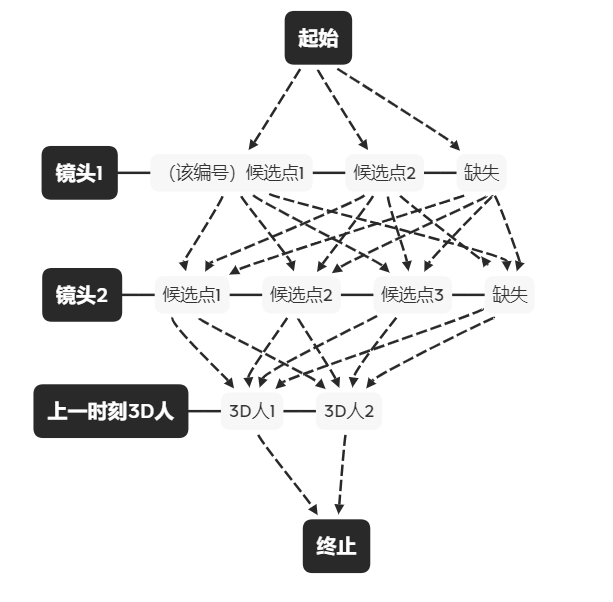 起始
镜头1 （该编号）候选点1 候选点2 缺失
镜头2 候选点1 候选点2 候选点3 缺失
上一时刻3D人 3D人1 3D人2
终止